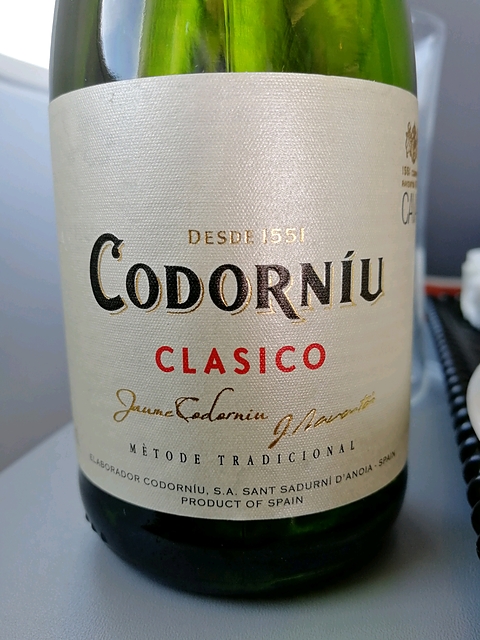 DESDE 1551
CODORNÍU
CLASICO
Jaume Codorniu
MÈTODE TRADICIONAL
ELABORADOR CODORNÍU, S.A. SANT SADURNÍ D'ANOIA - SPAIN
PRODUCT OF SPAIN